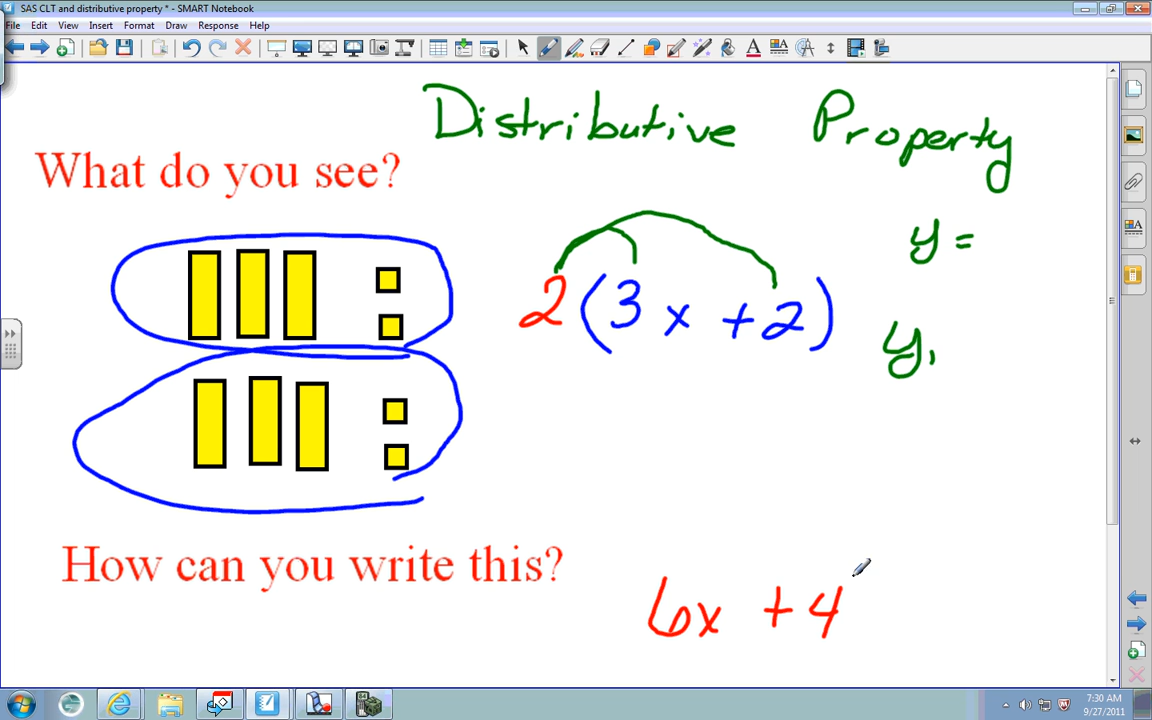 SAS CLT and distributive property * - SMART Notebook
File Edit View Insert Format Draw Response Help
Distributive Property
What do you see?
y =
2(3x +2)
y₁
How can you write this?
6x +4
7:30 AM
9/27/2011